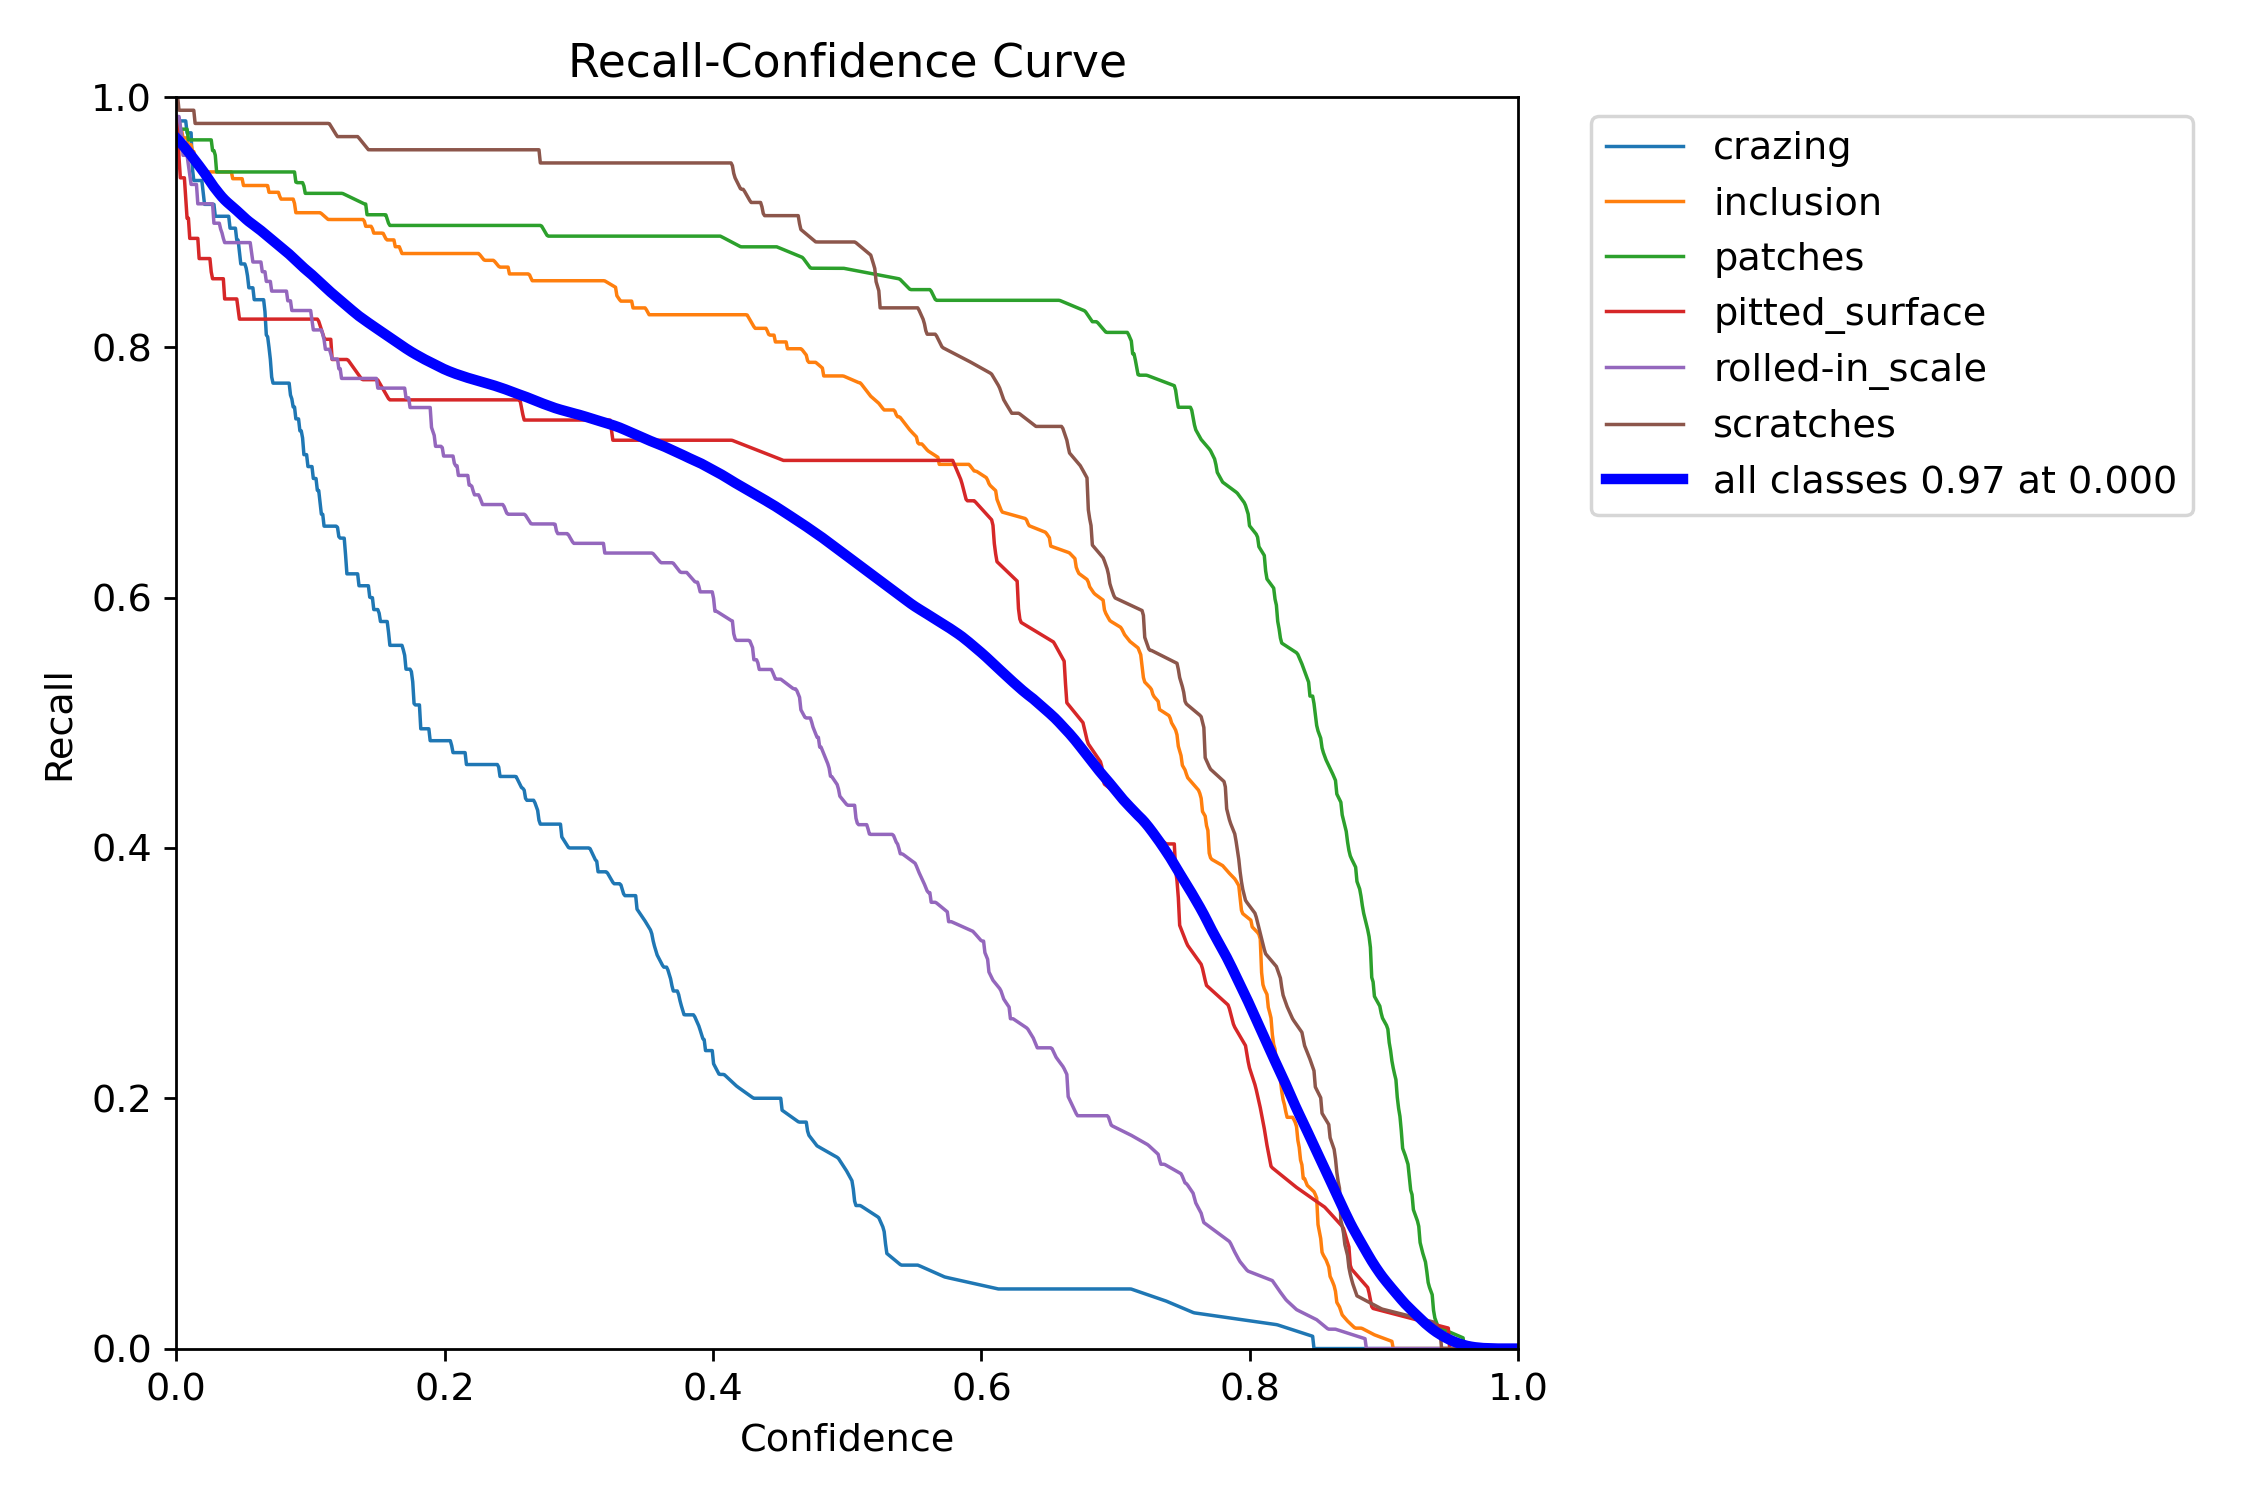 Recall-Confidence Curve
1.0
0.8
0.6
0.4
0.2
0.0
Recall
0.0 0.2 0.4 0.6 0.8 1.0
Confidence
crazing
inclusion
patches
pitted_surface
rolled-in_scale
scratches
all classes 0.97 at 0.000